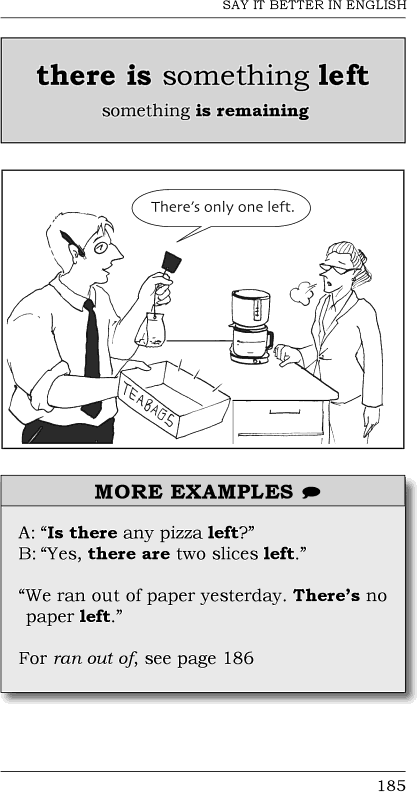 SAY IT BETTER IN ENGLISH
there is something left
something is remaining
There's only one left.
TEABAGS
MORE EXAMPLES
A: “Is there any pizza left?”
B: “Yes, there are two slices left.”
“We ran out of paper yesterday. There’s no
paper left.”
For ran out of, see page 186
185